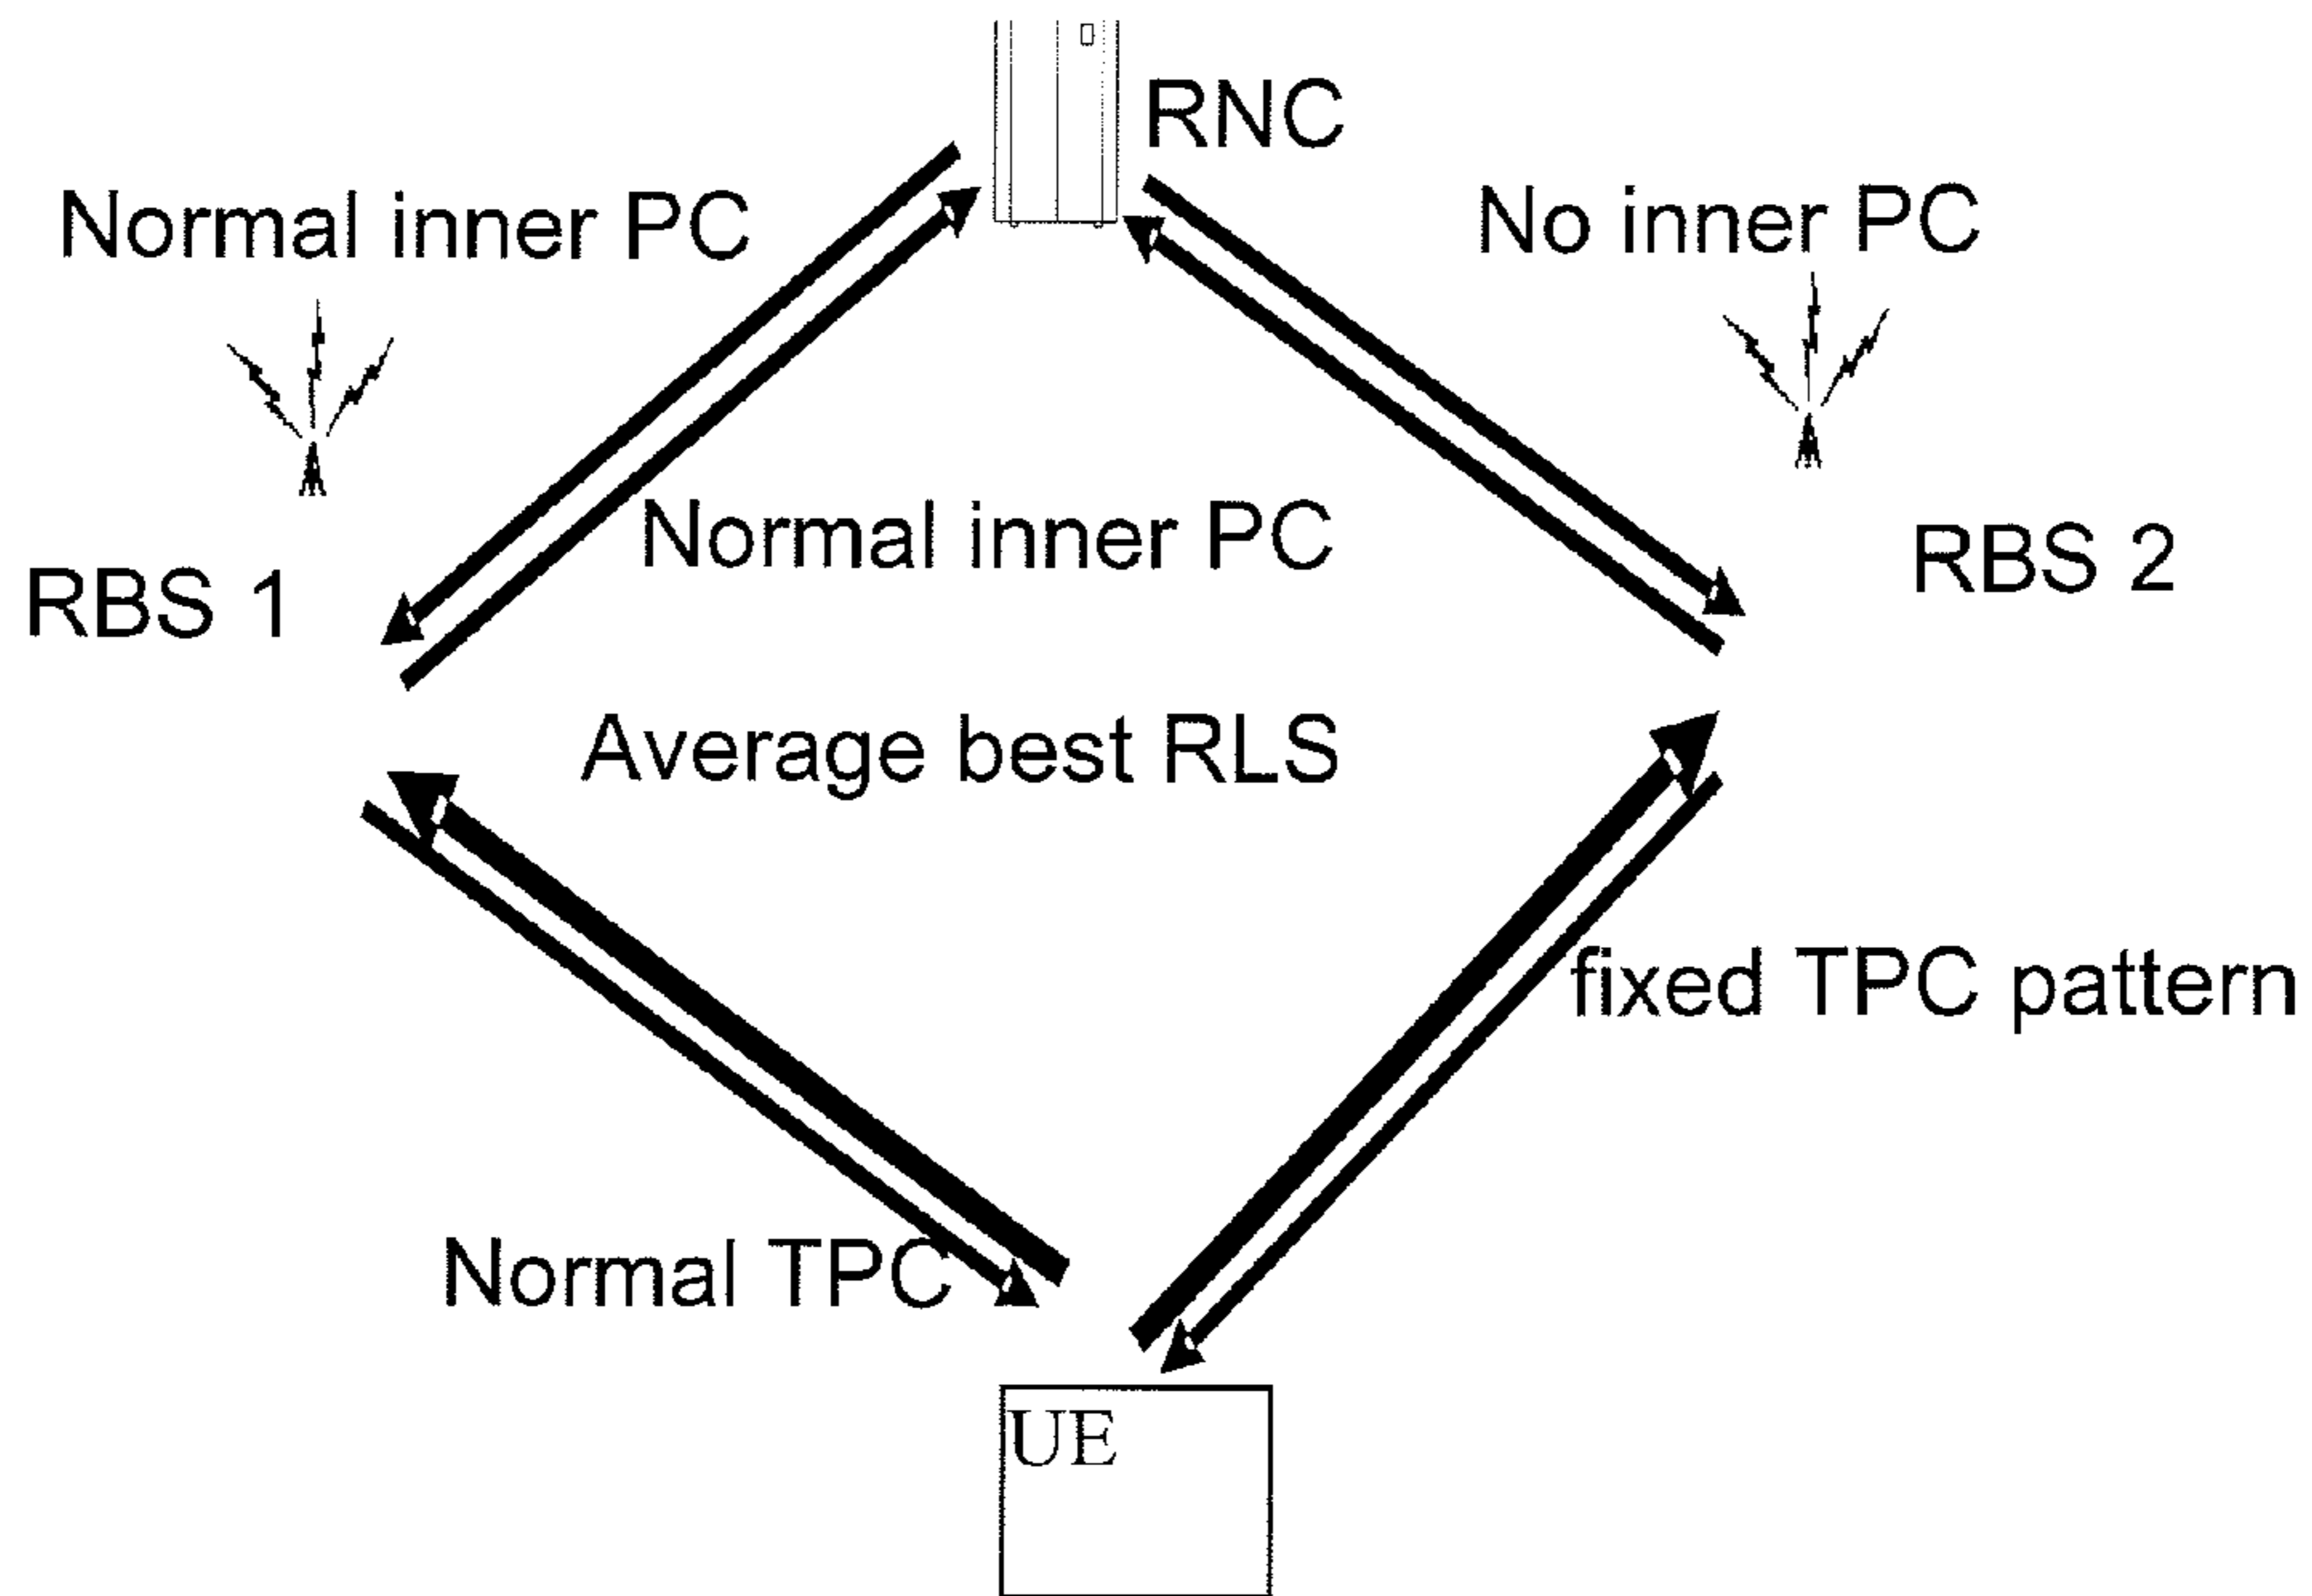 RNC
Normal inner PC
No inner PC
Normal inner PC
RBS 2
RBS 1
Average best RLS
fixed TPC pattern
Normal TPC
UE